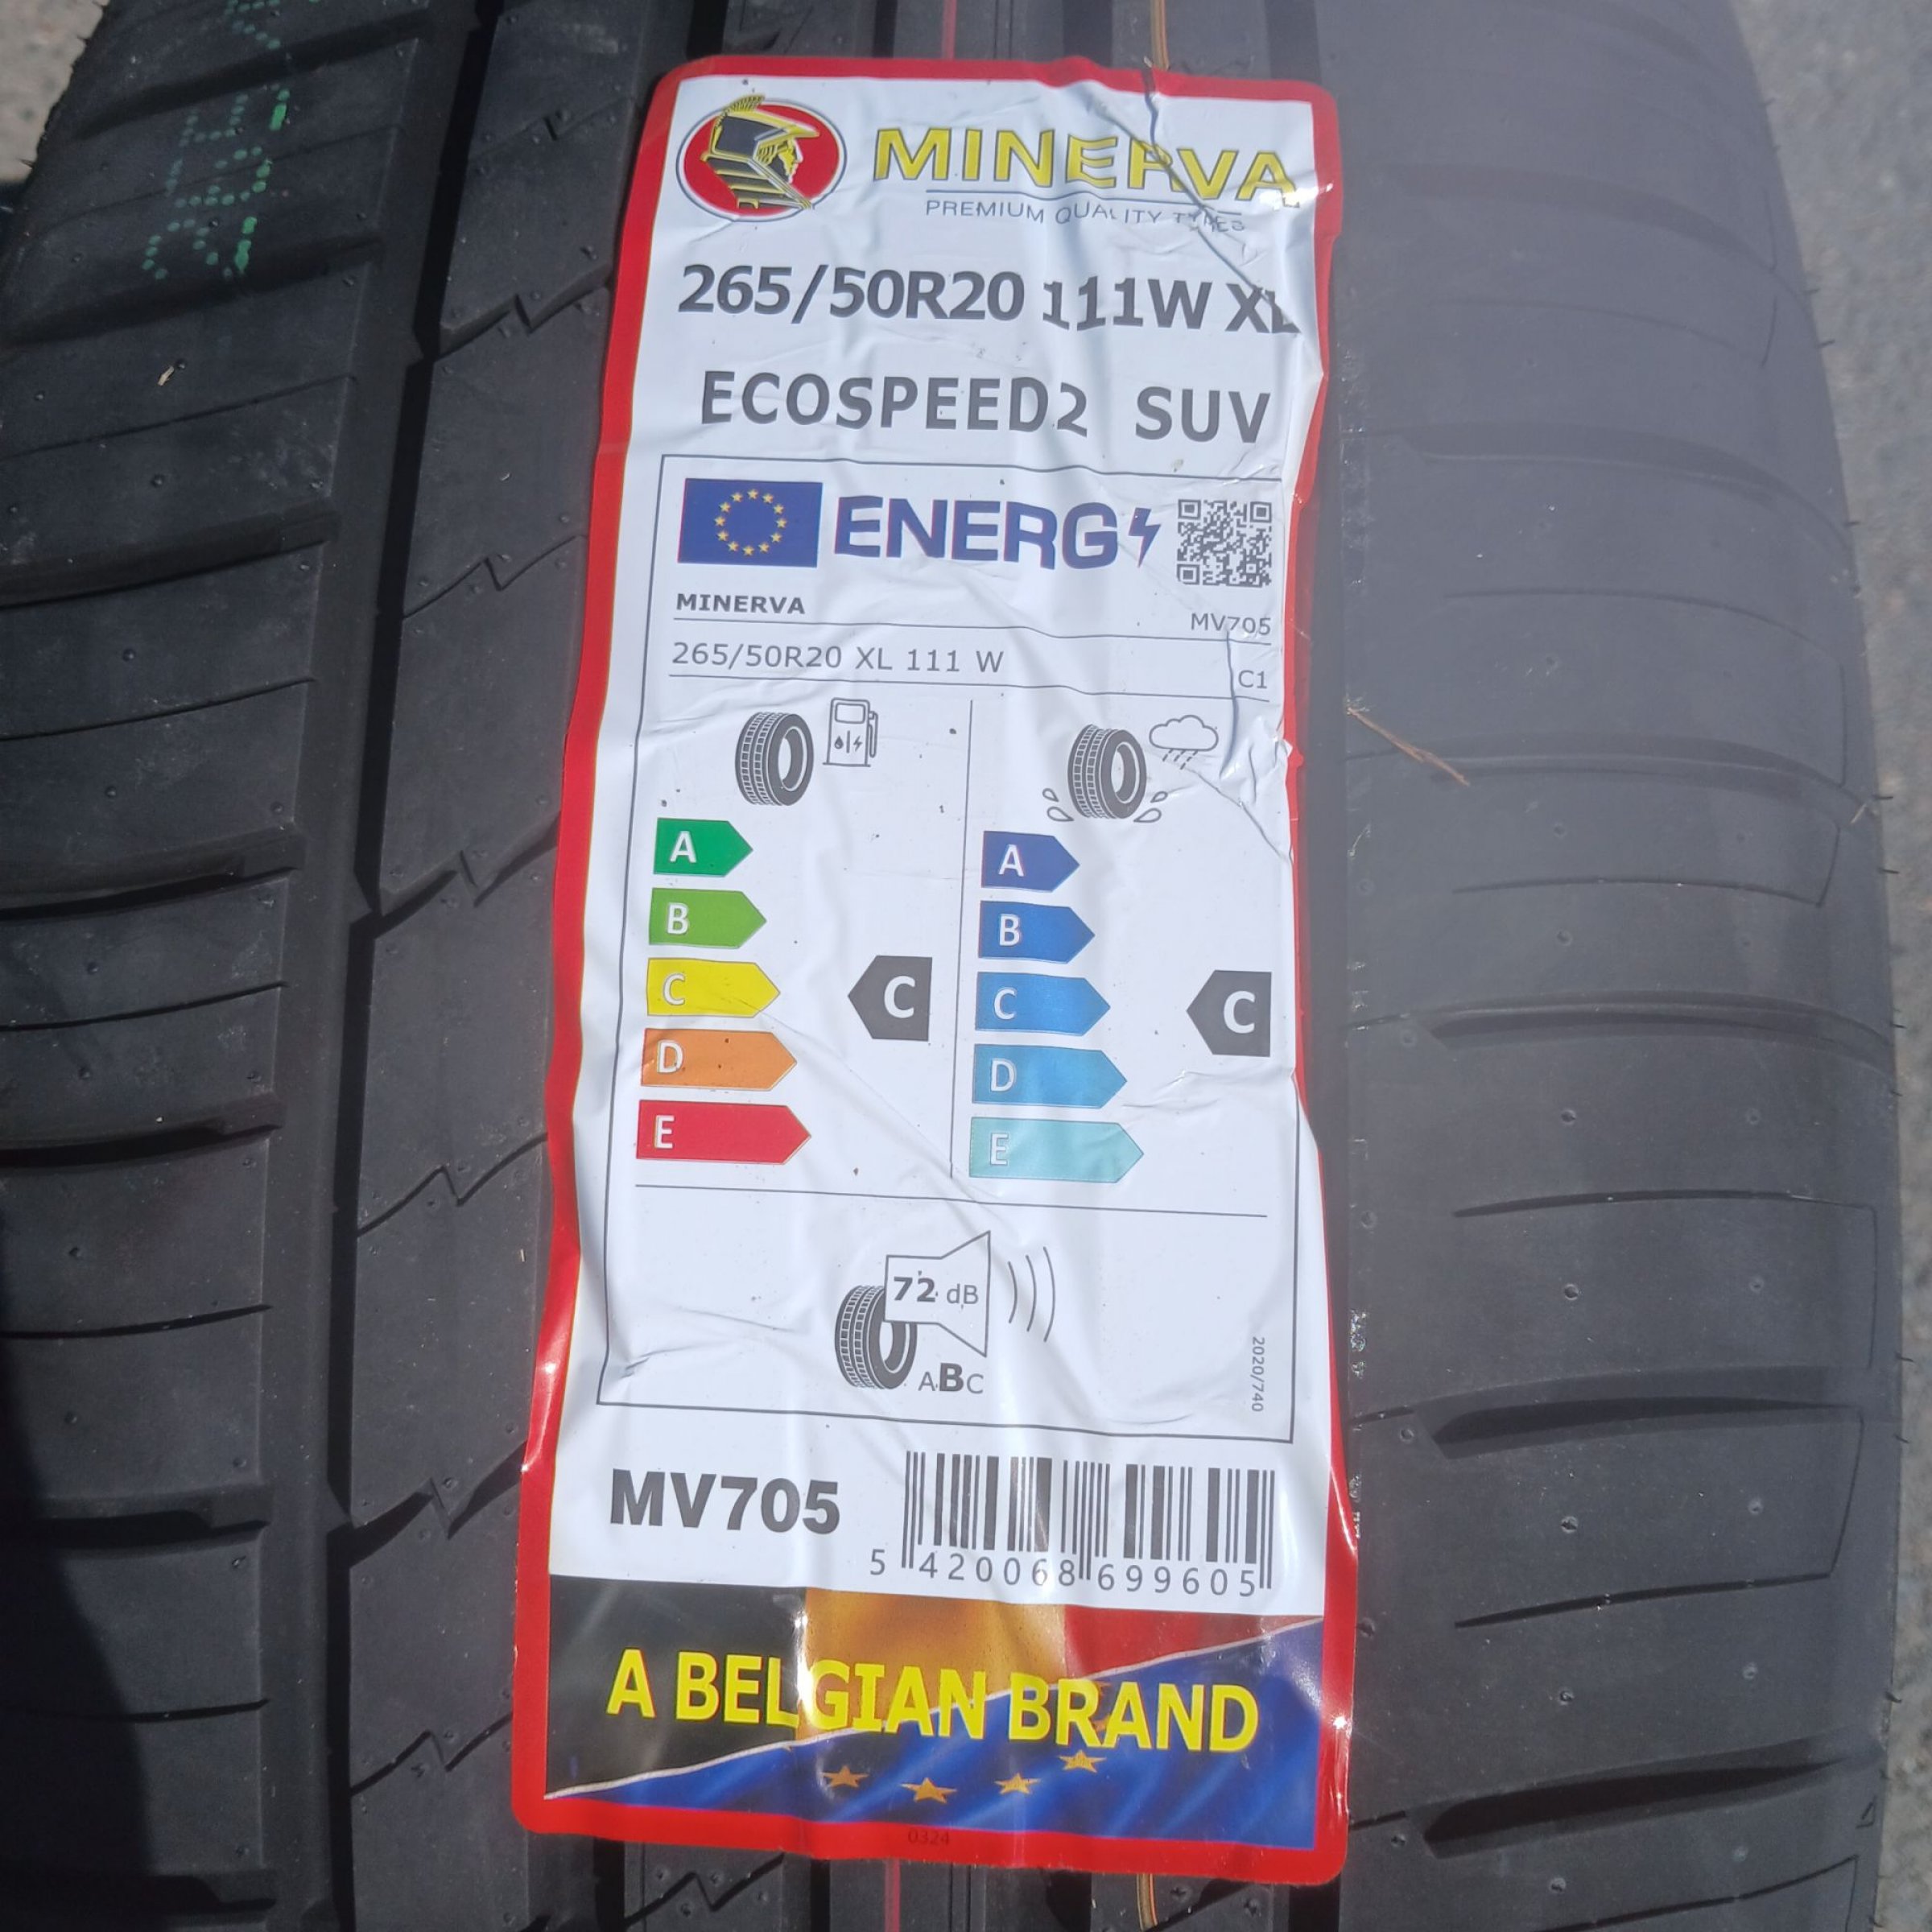 MINERVA
PREMIUM QUALITY TYRES
265/50R20 111W XL
ECOSPEED2 SUV
ENERG
MINERVA
MV705
265/50R20 XL 111 W
C1
A
B
C
D
E
C
A
B
C
D
E
C
72 dB
ABC
2020/740
MV705
5 420068 699605
A BELGIAN BRAND
0324